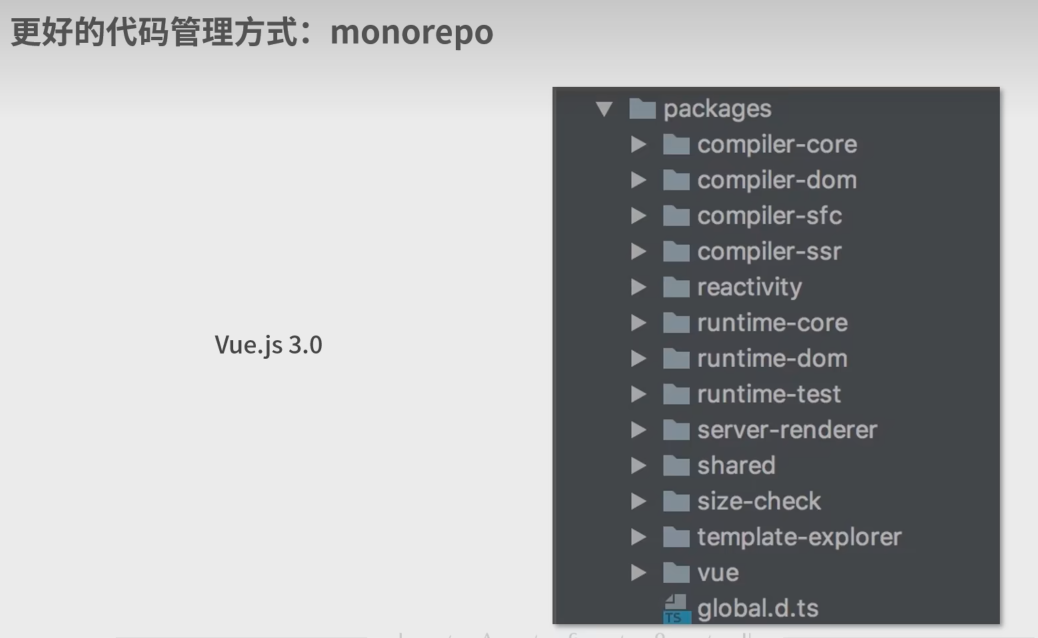 更好的代码管理方式：monorepo
Vue.js 3.0
packages
compiler-core
compiler-dom
compiler-sfc
compiler-ssr
reactivity
runtime-core
runtime-dom
runtime-test
server-renderer
shared
size-check
template-explorer
vue
TS global.d.ts